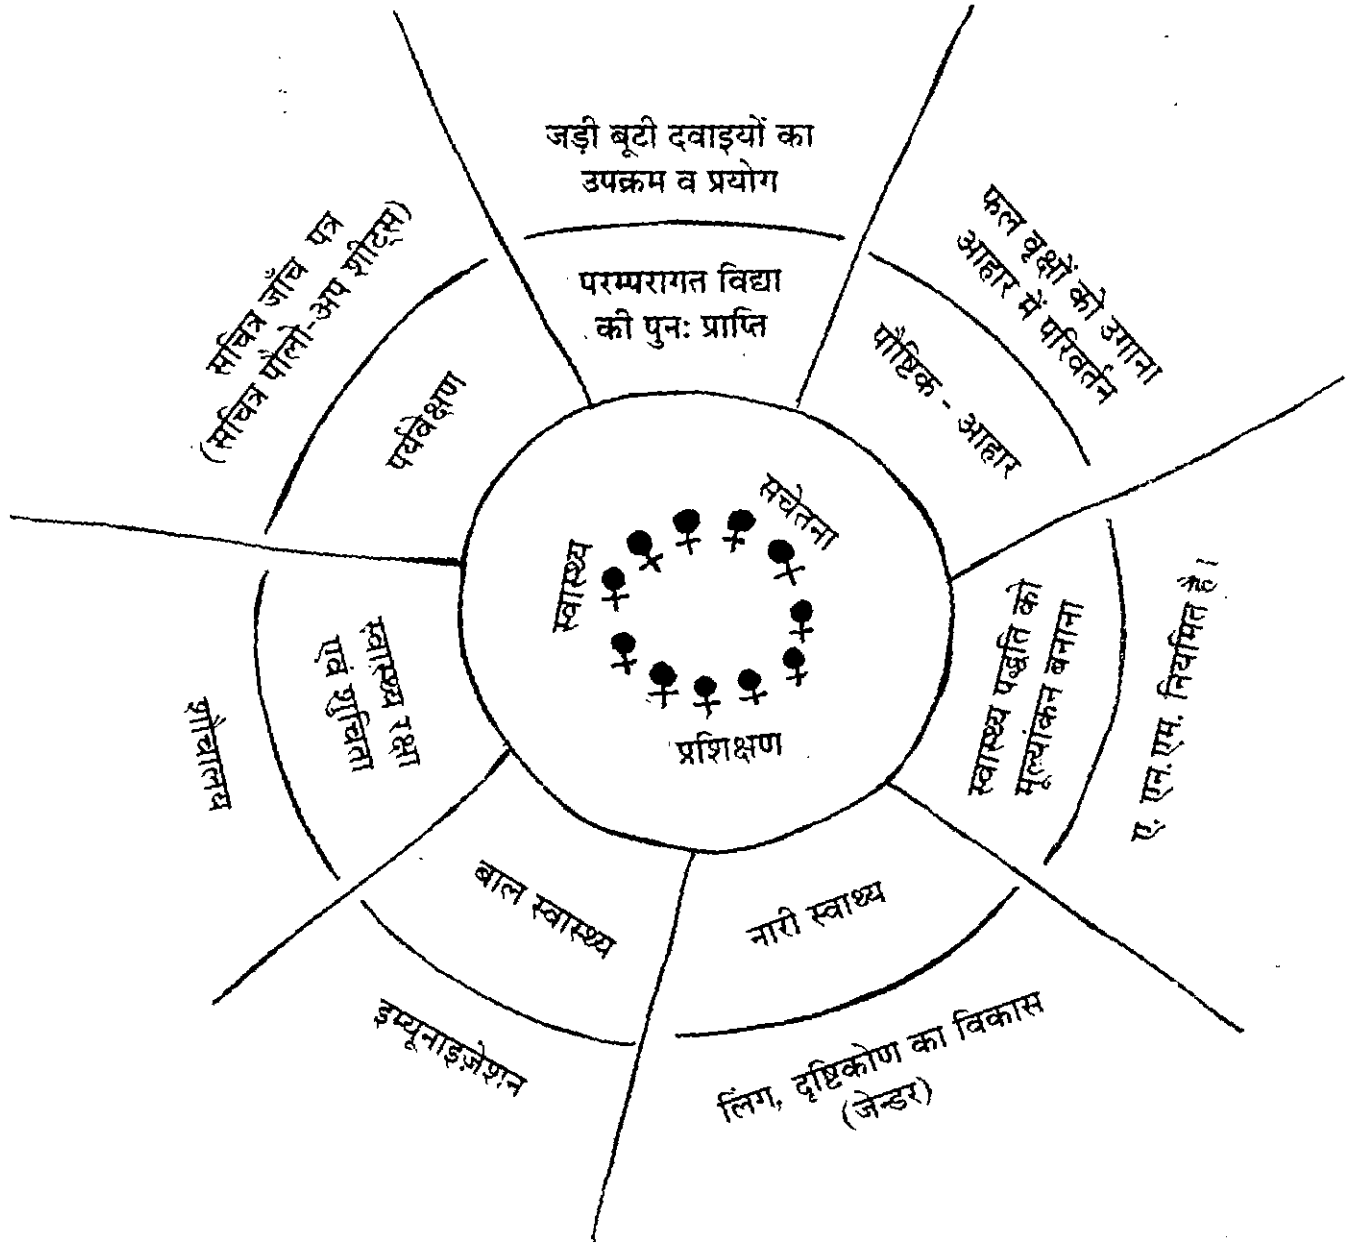 जड़ी बूटी दवाइयों का
उपक्रम व प्रयोग
परम्परागत विद्या
की पुनः प्राप्ति
फल वृक्षों को उगाना
आहार में परिवर्तन
पौष्टिक - आहार
ए. एन.एम. नियमित है।
स्वास्थ्य पद्धति को
मूल्यांकन बनाना
लिंग, दृष्टिकोण का विकास
(जेन्डर)
नारी स्वाथ्य
इम्यूनाइज़ेशन
बाल स्वास्थ्य
शौचालय
स्वास्थ्य रक्षा
एवं शुचिता
सचित्र जाँच पत्र
(सचित्र पौलो-अप शीट्स)
पर्यवेक्षण
स्वास्थ्य
सचेतना
प्रशिक्षण